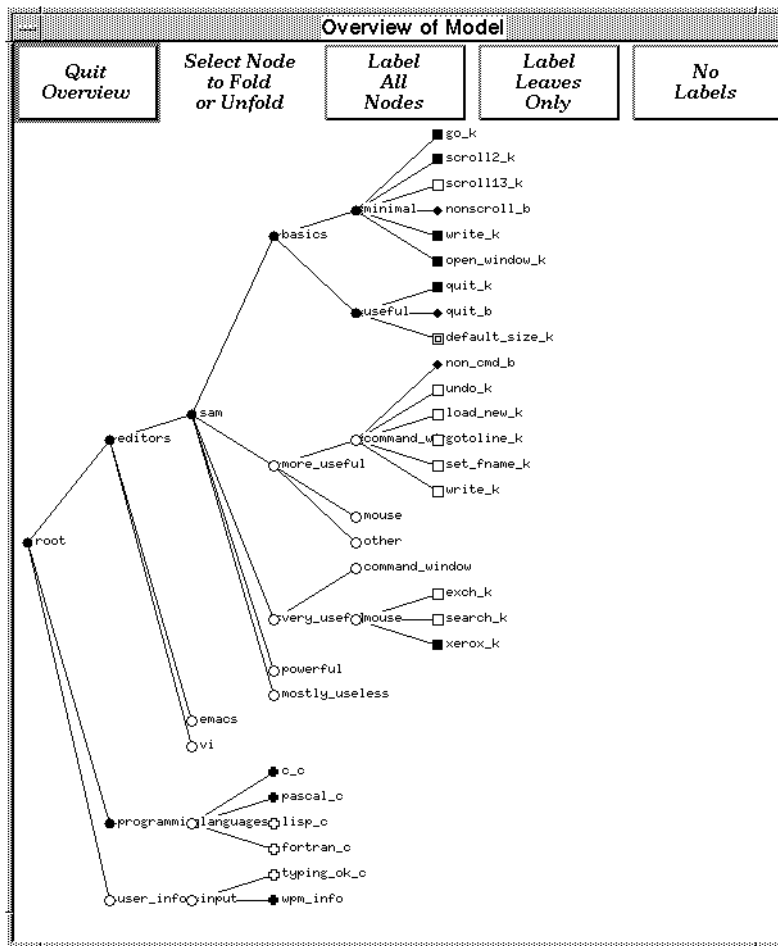 Overview of Model
Quit
Overview
Select Node
to Fold
or Unfold
Label
All
Nodes
Label
Leaves
Only
No
Labels
go_k
scroll2_k
scroll13_k
minimal
nonscroll_b
write_k
basics
open_window_k
quit_k
useful
quit_b
default_size_k
non_cmd_b
undo_k
sam
load_new_k
editors
command_wi
gotoline_k
more_useful
set_fname_k
write_k
mouse
root
other
command_window
exch_k
very_usef
mouse
search_k
xerox_k
powerful
mostly_useless
emacs
vi
c_c
pascal_c
programmi
languages
lisp_c
fortran_c
typing_ok_c
user_info
input
wpm_info